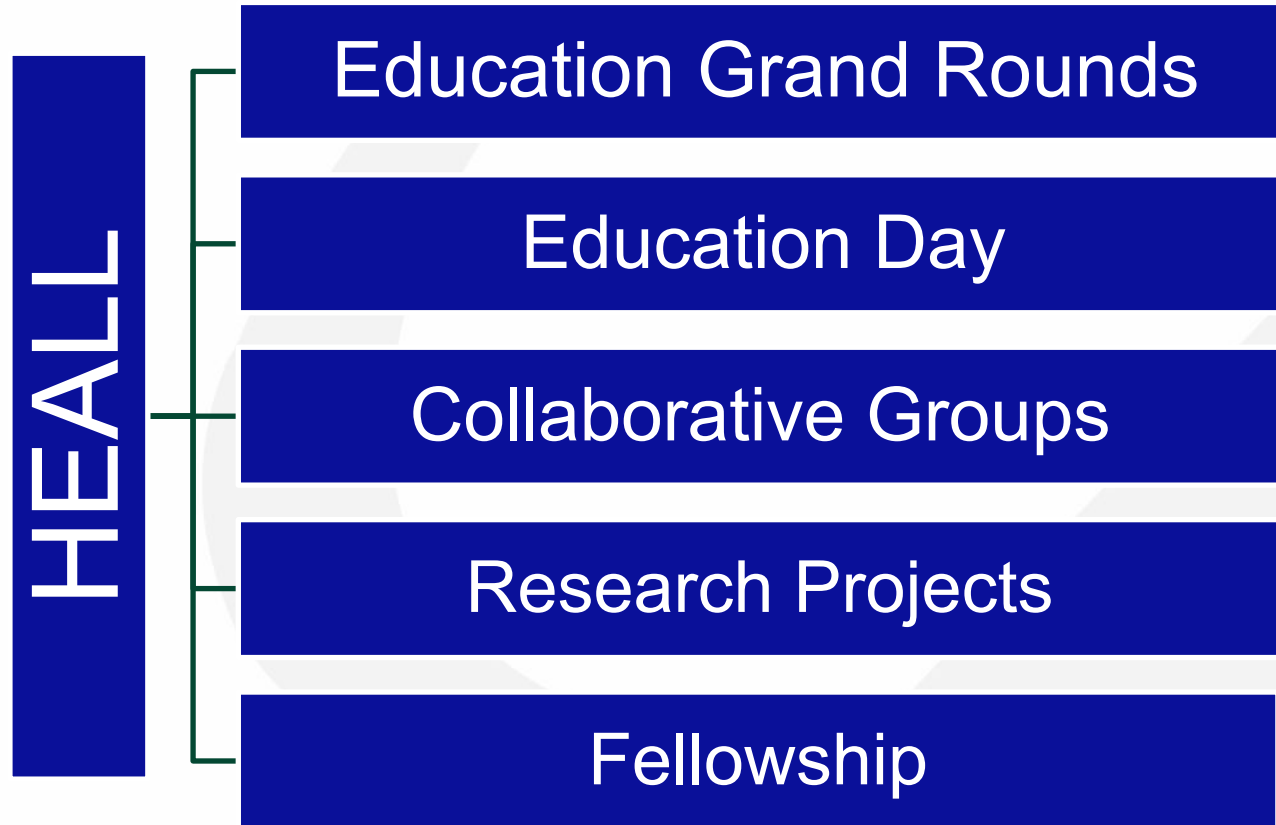 HEALL
Education Grand Rounds
Education Day
Collaborative Groups
Research Projects
Fellowship